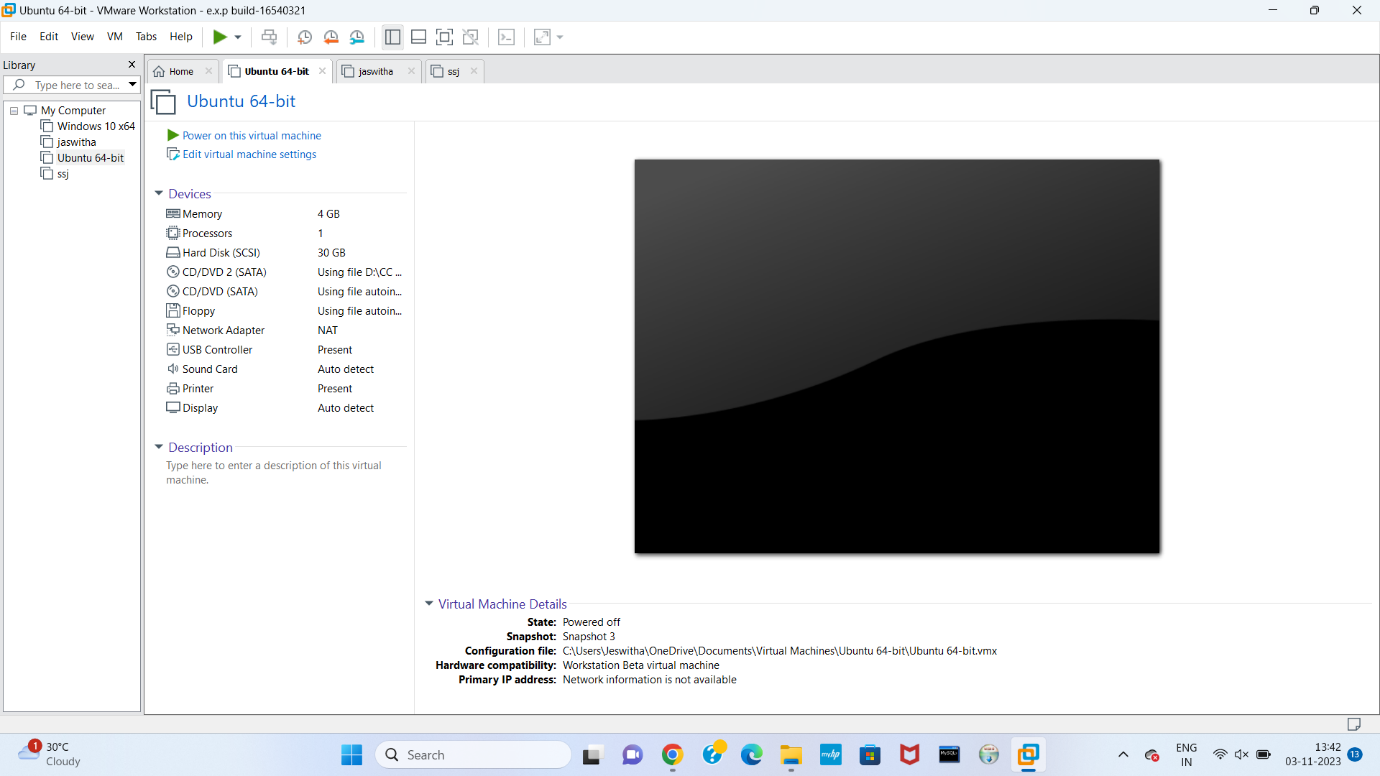 Ubuntu 64-bit - VMware Workstation - e.x.p build-16540321
File Edit View VM Tabs Help
Library
Type here to sea...
My Computer
Windows 10 x64
jaswitha
Ubuntu 64-bit
ssj
Home Ubuntu 64-bit jaswitha ssj
Ubuntu 64-bit
Power on this virtual machine
Edit virtual machine settings
Devices
Memory 4 GB
Processors 1
Hard Disk (SCSI) 30 GB
CD/DVD 2 (SATA) Using file D:\CC ...
CD/DVD (SATA) Using file autoin...
Floppy Using file autoin...
Network Adapter NAT
USB Controller Present
Sound Card Auto detect
Printer Present
Display Auto detect
Description
Type here to enter a description of this virtual
machine.
Virtual Machine Details
State: Powered off
Snapshot: Snapshot 3
Configuration file: C:\Users\Jeswitha\OneDrive\Documents\Virtual Machines\Ubuntu 64-bit\Ubuntu 64-bit.vmx
Hardware compatibility: Workstation Beta virtual machine
Primary IP address: Network information is not available
1
30°C
Cloudy
Search
myhp
MySQL
ENG
IN
13:42
03-11-2023
13